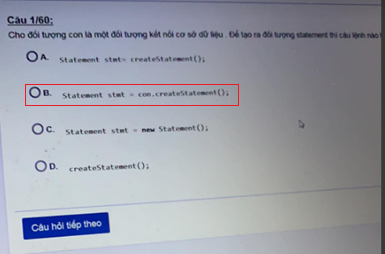 Câu 1/60:
Cho đối tượng con là một đối tượng kết nối cơ sở dữ liệu . Để tạo ra đối tượng statement thì câu lệnh nào
A. Statement stmt= createStatement();
B. Statement stmt = con.createStatement();
C. Statement stmt = new Statement();
D. createStatement();
Câu hỏi tiếp theo